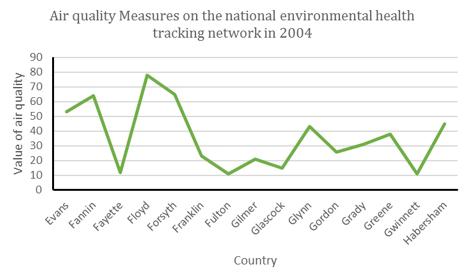 Air quality Measures on the national environmental health
tracking network in 2004
Value of air quality
90
80
70
60
50
40
30
20
10
0
Evans
Fannin
Fayette
Floyd
Forsyth
Franklin
Fulton
Gilmer
Glascock
Glynn
Gordon
Grady
Greene
Gwinnett
Habersham
Country